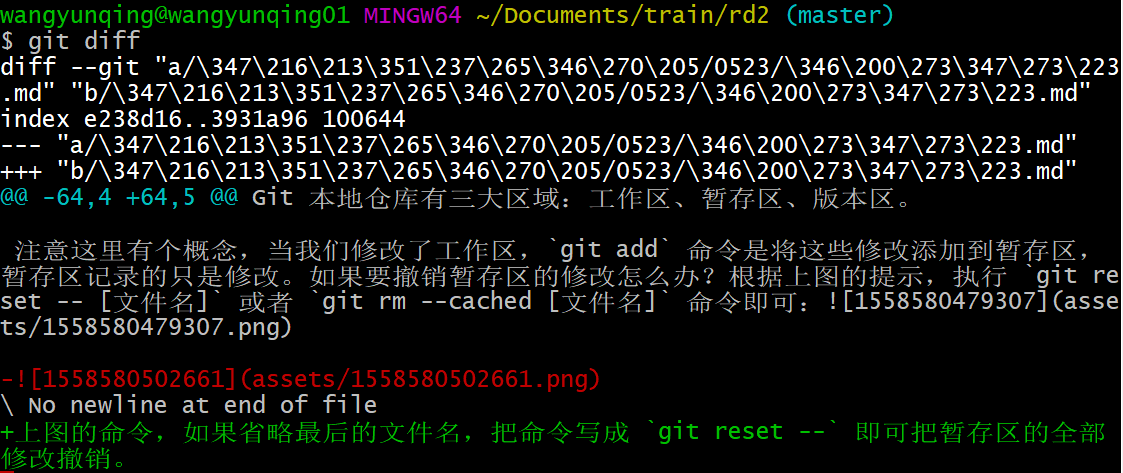 wangyunqing@wangyunqing01 MINGW64 ~/Documents/train/rd2 (master)
$ git diff
diff --git "a/\347\216\213\351\237\265\346\270\205/0523/\346\200\273\347\273\223
.md" "b/\347\216\213\351\237\265\346\270\205/0523/\346\200\273\347\273\223.md"
index e238d16..3931a96 100644
--- "a/\347\216\213\351\237\265\346\270\205/0523/\346\200\273\347\273\223.md"
+++ "b/\347\216\213\351\237\265\346\270\205/0523/\346\200\273\347\273\223.md"
@@ -64,4 +64,5 @@ Git 本地仓库有三大区域：工作区、暂存区、版本区。
注意这里有个概念，当我们修改了工作区，`git add` 命令是将这些修改添加到暂存区，
暂存区记录的只是修改。如果要撤销暂存区的修改怎么办？根据上图的提示，执行 `git re
set -- [文件名]` 或者 `git rm --cached [文件名]` 命令即可：![1558580479307](asse
ts/1558580479307.png)
-![1558580502661](assets/1558580502661.png)
\ No newline at end of file
+上图的命令，如果省略最后的文件名，把命令写成 `git reset --` 即可把暂存区的全部
修改撤销。